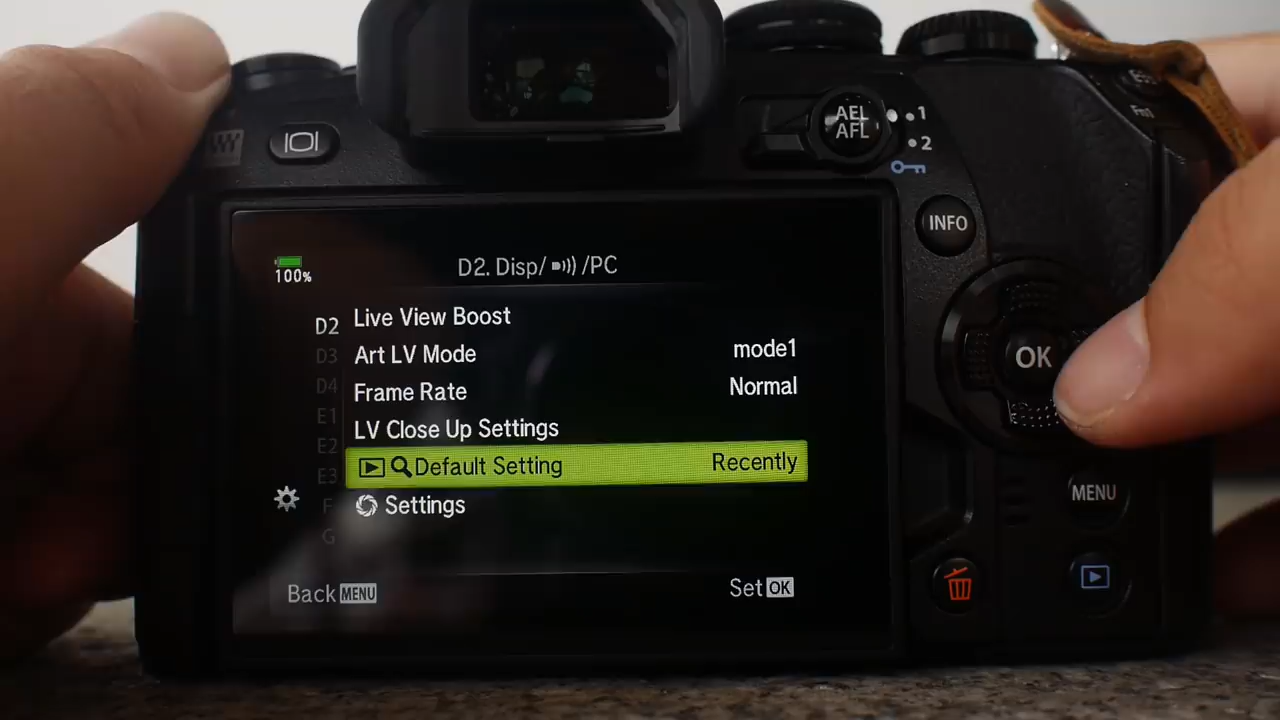 AEL
AFL
1
2
Fn1
INFO
100%
D2. Disp/ /PC
D2 Live View Boost
D3 Art LV Mode mode1
D4 Frame Rate Normal
E1 LV Close Up Settings
E2 Default Setting Recently
E3
F Settings
G
Back MENU Set OK
OK
MENU